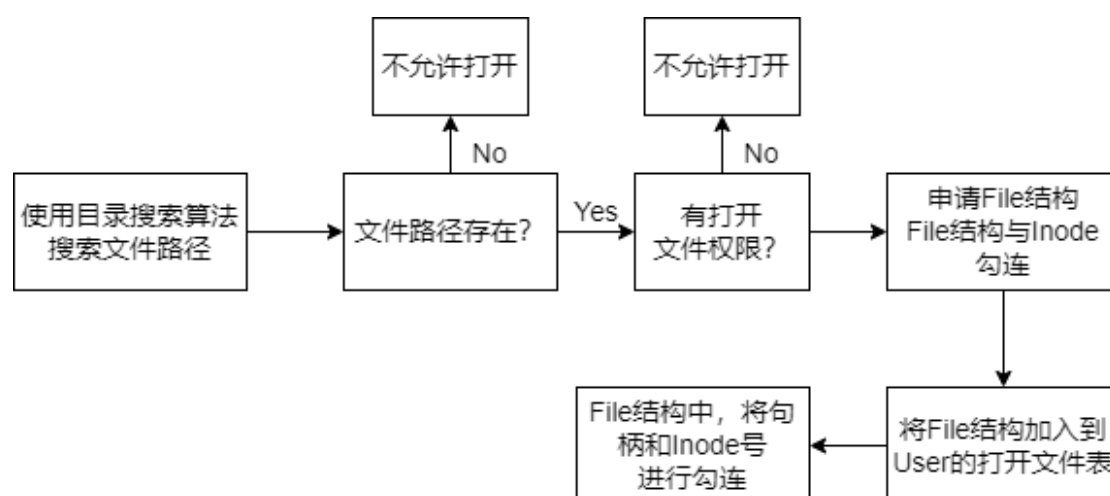 不允许打开
不允许打开
No
No
使用目录搜索算法
搜索文件路径
文件路径存在?
Yes
有打开
文件权限?
申请File结构
File结构与Inode
勾连
File结构中，将句
柄和Inode号
进行勾连
将File结构加入到
User的打开文件表